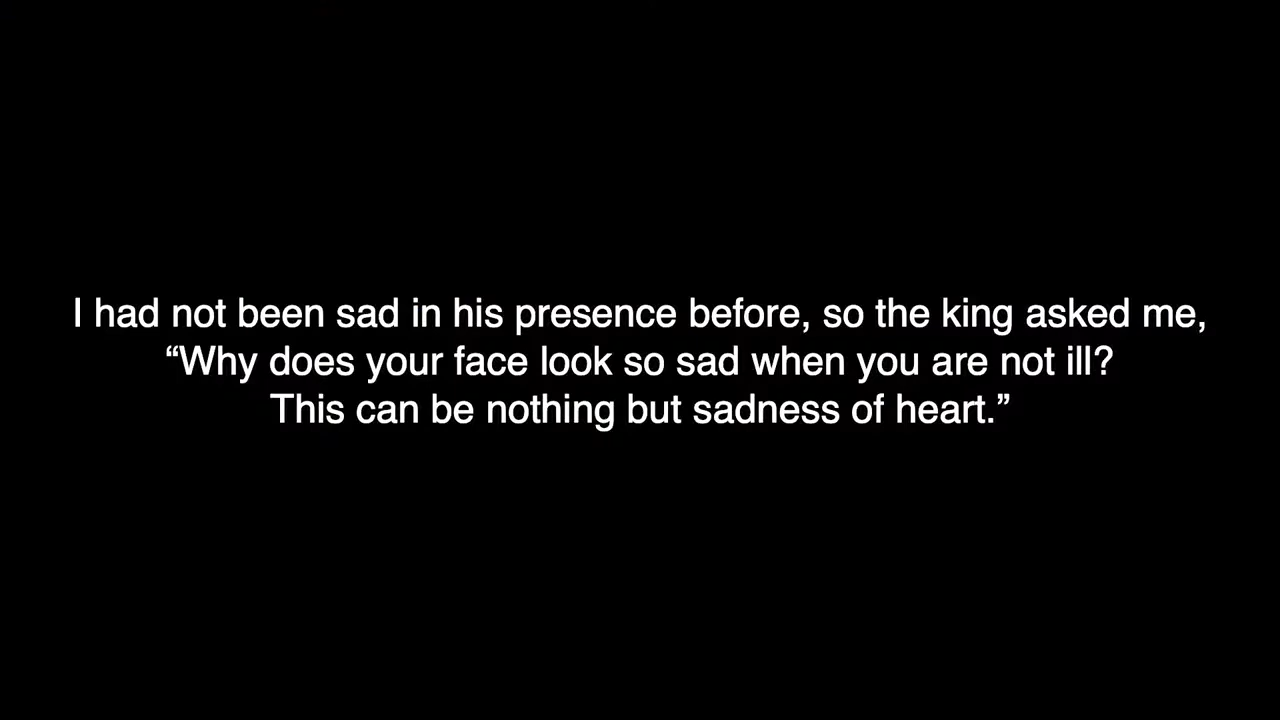 I had not been sad in his presence before, so the king asked me,
“Why does your face look so sad when you are not ill?
This can be nothing but sadness of heart.”